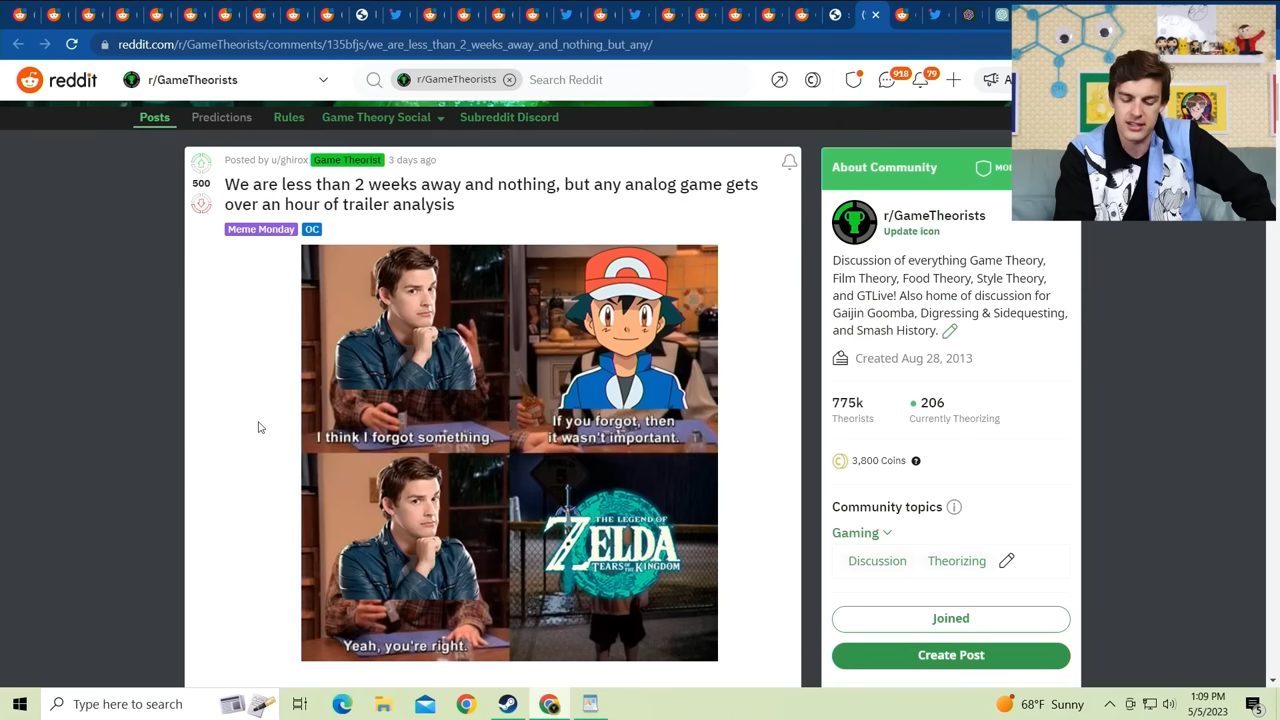 reddit.com/r/GameTheorists/comments/135bfjs/we_are_less_than_2_weeks_away_and_nothing_but_any/
reddit
r/GameTheorists
r/GameTheorists
Search Reddit
918
79
Posts
Predictions
Rules
Game Theory Social
Subreddit Discord
500
Posted by u/ghirox Game Theorist 3 days ago
We are less than 2 weeks away and nothing, but any analog game gets
over an hour of trailer analysis
Meme Monday
OC
I think I forgot something.
If you forgot, then
it wasn't important.
Yeah, you're right.
THE LEGEND OF
ZELDA
TEARS OF THE KINGDOM
About Community
r/GameTheorists
Update icon
Discussion of everything Game Theory,
Film Theory, Food Theory, Style Theory,
and GTLive! Also home of discussion for
Gaijin Goomba, Digressing & Sidequesting,
and Smash History.
Created Aug 28, 2013
775k
Theorists
206
Currently Theorizing
3,800 Coins
Community topics
Gaming
Discussion
Theorizing
Joined
Create Post
Type here to search
68°F Sunny
1:09 PM
5/5/2023
5